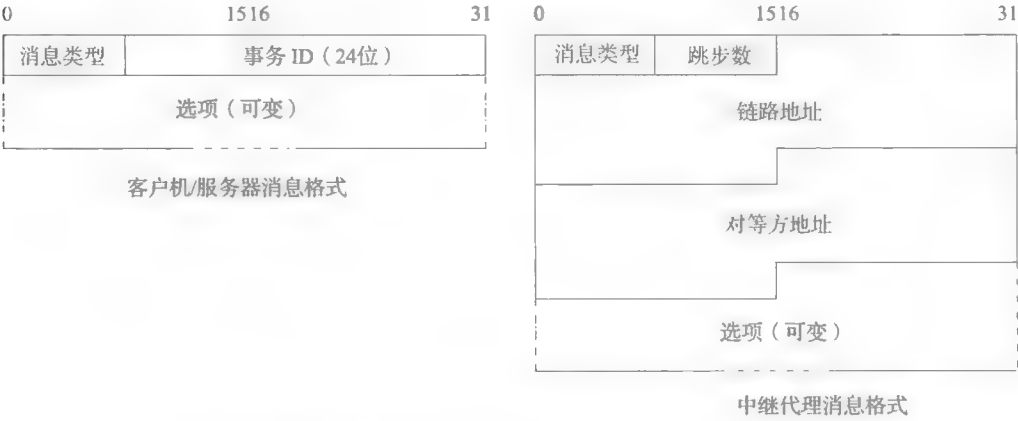 0 1516 31
消息类型 事务 ID（24位）
选项（可变）
客户机/服务器消息格式
0 1516 31
消息类型 跳步数
链路地址
对等方地址
选项（可变）
中继代理消息格式